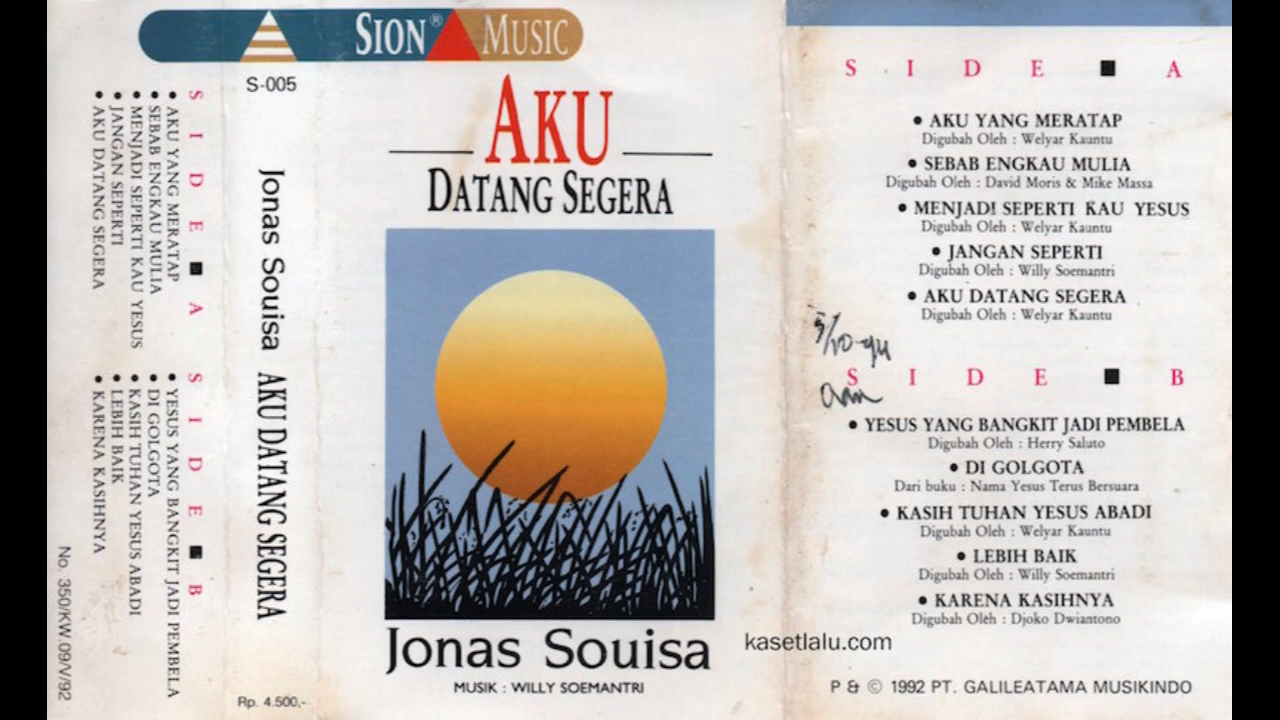 SION® MUSIC
S I D E ■ A
• AKU YANG MERATAP
• SEBAB ENGKAU MULIA
• MENJADI SEPERTI KAU YESUS
• JANGAN SEPERTI
• AKU DATANG SEGERA
S I D E ■ B
• YESUS YANG BANGKIT JADI PEMBELA
• DI GOLGOTA
• KASIH TUHAN YESUS ABADI
• LEBIH BAIK
• KARENA KASIHNYA
No. 350/KW.09/V/92
S-005
Jonas Souisa AKU DATANG SEGERA
Rp. 4.500,-
AKU
DATANG SEGERA
Jonas Souisa
MUSIK : WILLY SOEMANTRI
kasetlalu.com
S I D E ■ A
• AKU YANG MERATAP
Digubah Oleh : Welyar Kauntu
• SEBAB ENGKAU MULIA
Digubah Oleh : David Moris & Mike Massa
• MENJADI SEPERTI KAU YESUS
Digubah Oleh : Welyar Kauntu
• JANGAN SEPERTI
Digubah Oleh : Willy Soemantri
• AKU DATANG SEGERA
Digubah Oleh : Welyar Kauntu
S I D E ■ B
• YESUS YANG BANGKIT JADI PEMBELA
Digubah Oleh : Herry Saluto
• DI GOLGOTA
Dari buku : Nama Yesus Terus Bersuara
• KASIH TUHAN YESUS ABADI
Digubah Oleh : Welyar Kauntu
• LEBIH BAIK
Digubah Oleh : Willy Soemantri
• KARENA KASIHNYA
Digubah Oleh : Djoko Dwiantono
P & © 1992 PT. GALILEATAMA MUSIKINDO